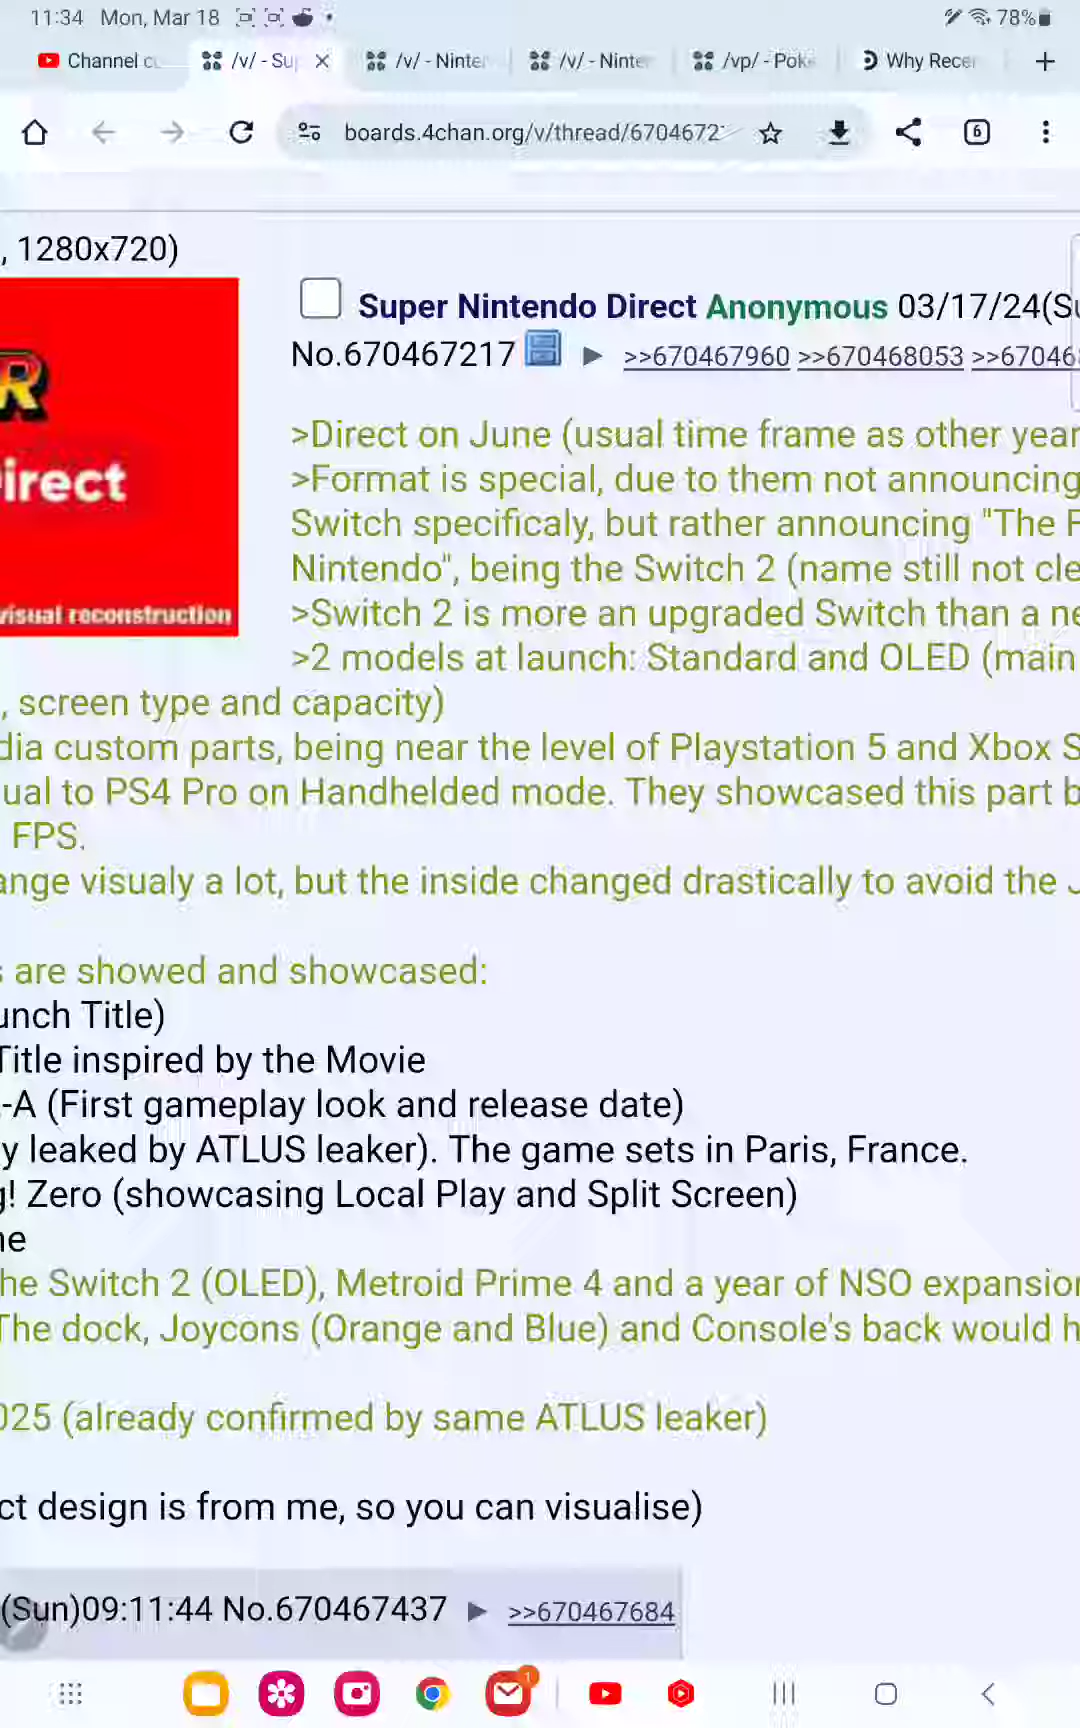 11:34 Mon, Mar 18 78%
Channel c /v/ - Su /v/ - Ninte /v/ - Ninte /vp/ - Pok Why Rece
boards.4chan.org/v/thread/6704672 6
, 1280x720)
R
irect
visual reconstruction
Super Nintendo Direct Anonymous 03/17/24(Su
No.670467217 ▶ >>670467960 >>670468053 >>67046
>Direct on June (usual time frame as other year
>Format is special, due to them not announcing
Switch specificaly, but rather announcing "The F
Nintendo", being the Switch 2 (name still not cle
>Switch 2 is more an upgraded Switch than a ne
>2 models at launch: Standard and OLED (main
, screen type and capacity)
dia custom parts, being near the level of Playstation 5 and Xbox S
ual to PS4 Pro on Handhelded mode. They showcased this part b
FPS.
ange visualy a lot, but the inside changed drastically to avoid the J
s are showed and showcased:
unch Title)
Title inspired by the Movie
-A (First gameplay look and release date)
y leaked by ATLUS leaker). The game sets in Paris, France.
g! Zero (showcasing Local Play and Split Screen)
ne
he Switch 2 (OLED), Metroid Prime 4 and a year of NSO expansion
The dock, Joycons (Orange and Blue) and Console's back would h
025 (already confirmed by same ATLUS leaker)
ct design is from me, so you can visualise)
(Sun)09:11:44 No.670467437 ▶ >>670467684
1